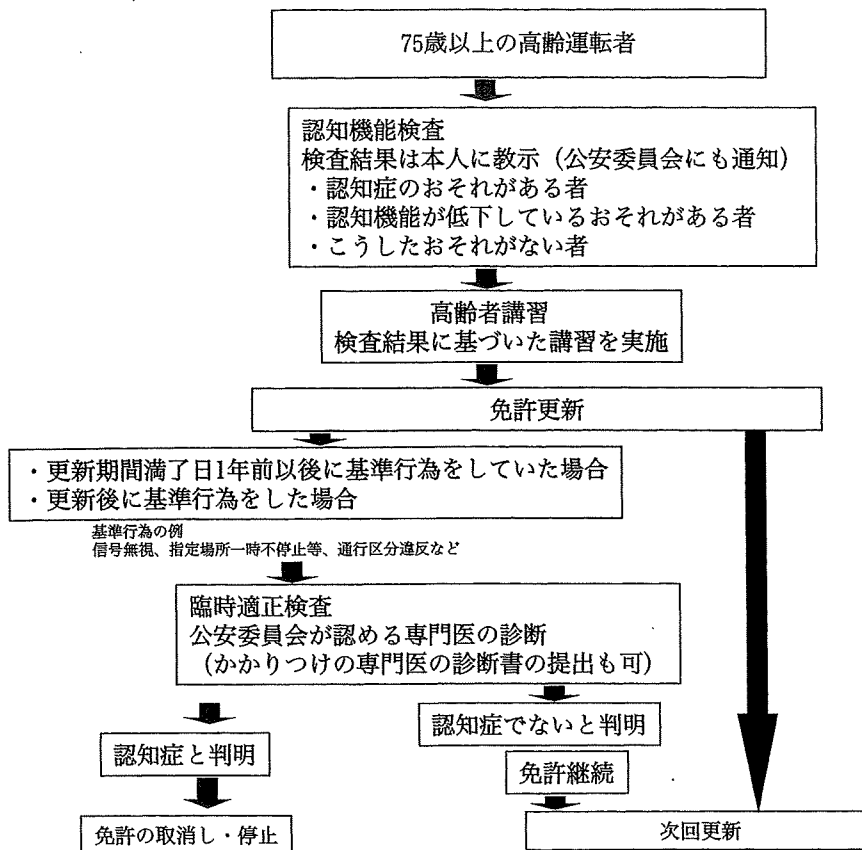 75歳以上の高齢運転者
認知機能検査
検査結果は本人に教示（公安委員会にも通知）
・認知症のおそれがある者
・認知機能が低下しているおそれがある者
・こうしたおそれがない者
高齢者講習
検査結果に基づいた講習を実施
免許更新
・更新期間満了日1年前以後に基準行為をしていた場合
・更新後に基準行為をした場合
基準行為の例
信号無視、指定場所一時不停止等、通行区分違反など
臨時適正検査
公安委員会が認める専門医の診断
（かかりつけの専門医の診断書の提出も可）
認知症と判明
認知症でないと判明
免許継続
免許の取消し・停止
次回更新